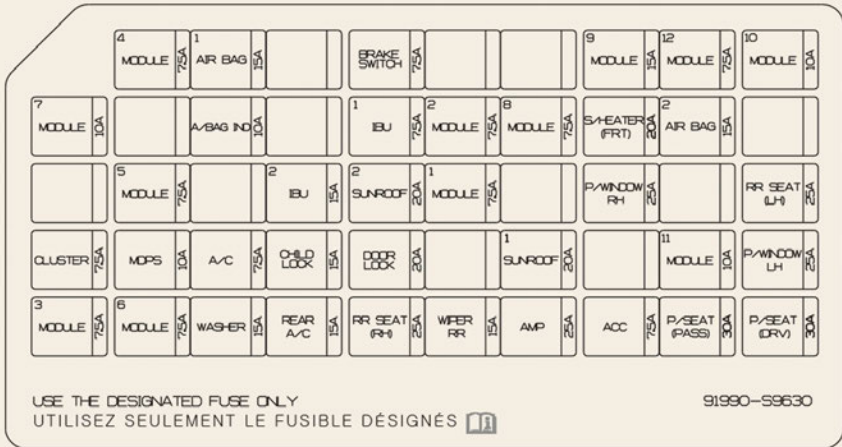 4 MODULE 7.5A 1 AIR BAG 15A BRAKE SWITCH 7.5A 9 MODULE 15A 12 MODULE 7.5A 10 MODULE 10A
7 MODULE 10A A/BAG IND 10A 1 IBU 7.5A 2 MODULE 7.5A 8 MODULE 7.5A S/HEATER (FRT) 20A 2 AIR BAG 15A
5 MODULE 7.5A 2 IBU 15A 2 SUNROOF 20A 1 MODULE 7.5A P/WINDOW RH 25A RR SEAT (LH) 25A
CLUSTER 7.5A MDPS 10A A/C 7.5A CHILD LOCK 15A DOOR LOCK 20A 1 SUNROOF 20A 11 MODULE 10A P/WINDOW LH 25A
3 MODULE 7.5A 6 MODULE 7.5A WASHER 15A REAR A/C 15A RR SEAT (RH) 25A WIPER RR 15A AMP 25A ACC 7.5A P/SEAT (PASS) 30A P/SEAT (DRV) 30A
USE THE DESIGNATED FUSE ONLY 91990-S9630
UTILISEZ SEULEMENT LE FUSIBLE DÉSIGNÉS